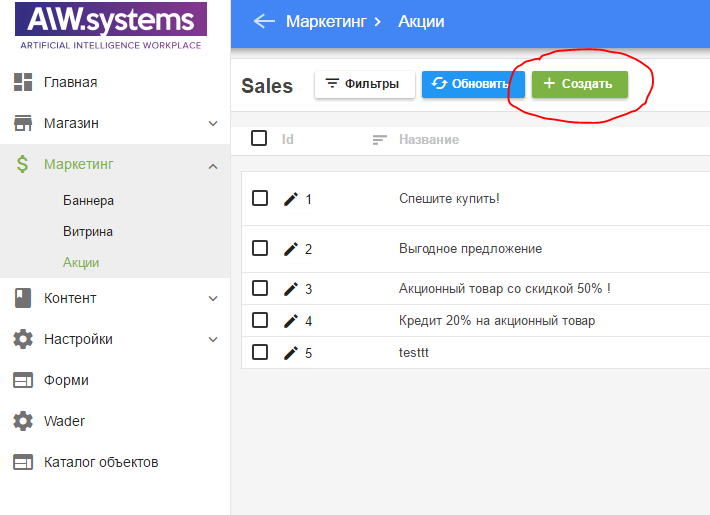 AIW.systems
ARTIFICIAL INTELLIGENCE WORKPLACE
Главная
Магазин
Маркетинг
Баннера
Витрина
Акции
Контент
Настройки
Форми
Wader
Каталог объектов
Маркетинг > Акции
Sales Фильтры Обновить + Создать
Id Название
1 Спешите купить!
2 Выгодное предложение
3 Акционный товар со скидкой 50% !
4 Кредит 20% на акционный товар
5 testtt